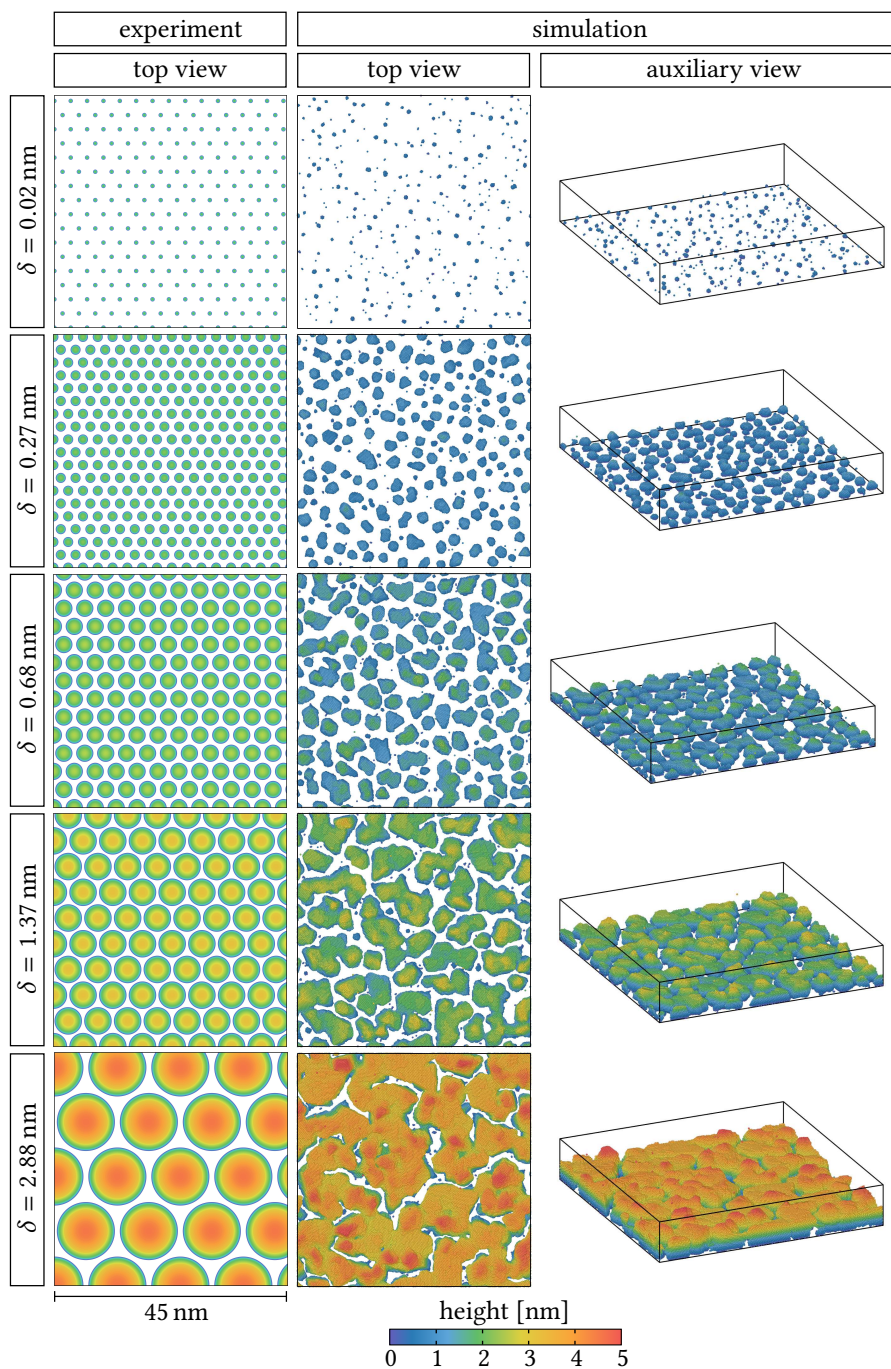 experiment
simulation
top view
top view
auxiliary view
δ = 0.02 nm
δ = 0.27 nm
δ = 0.68 nm
δ = 1.37 nm
δ = 2.88 nm
45 nm
height [nm]
0 1 2 3 4 5